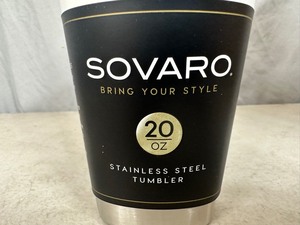 SOVARO.
BRING YOUR STYLE
20
OZ
STAINLESS STEEL
TUMBLER